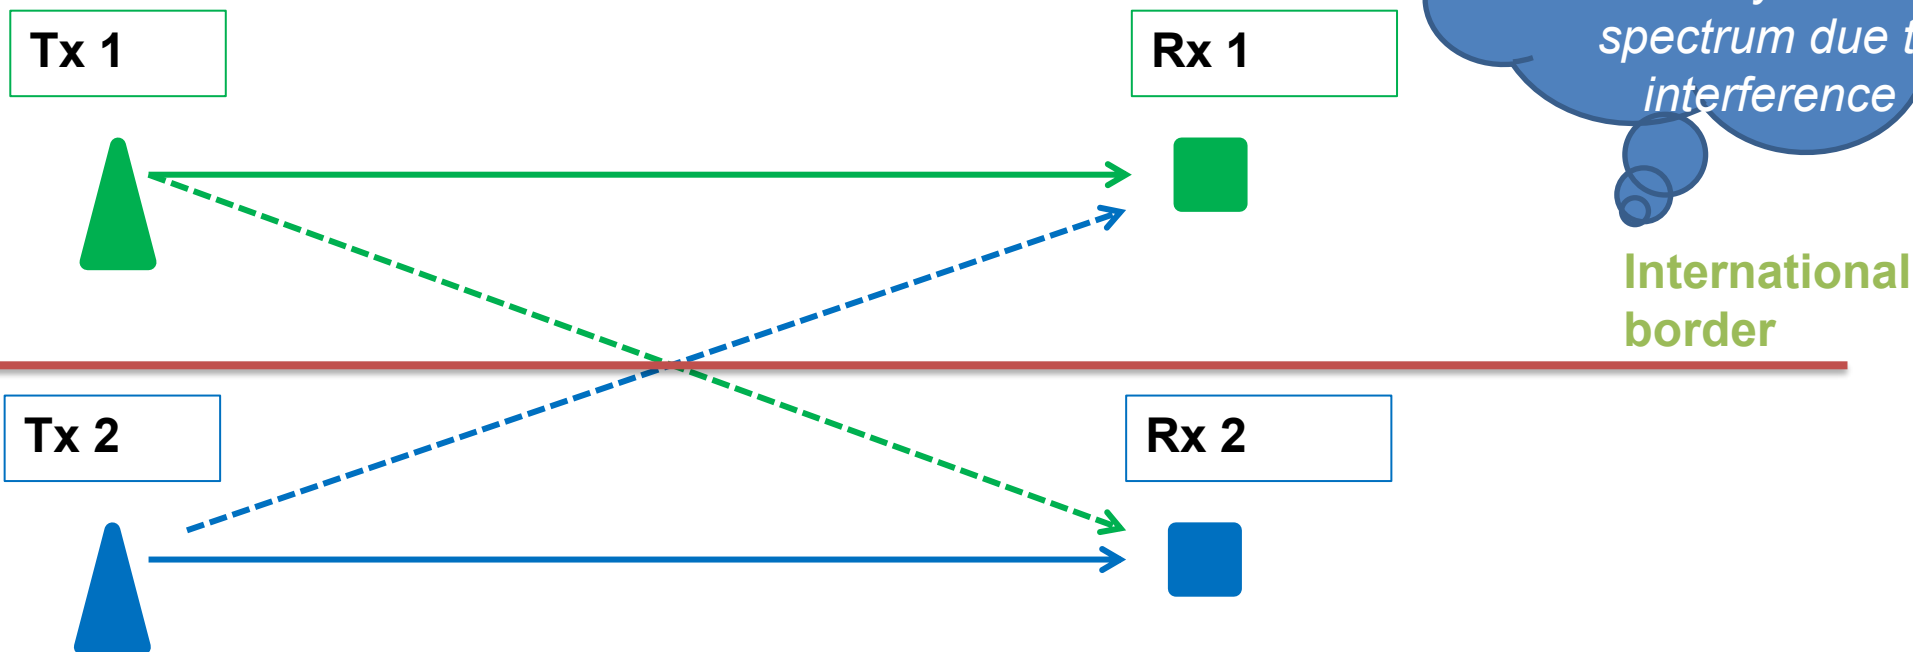 Tx 1
Rx 1
spectrum due t
interference
International
border
Tx 2
Rx 2